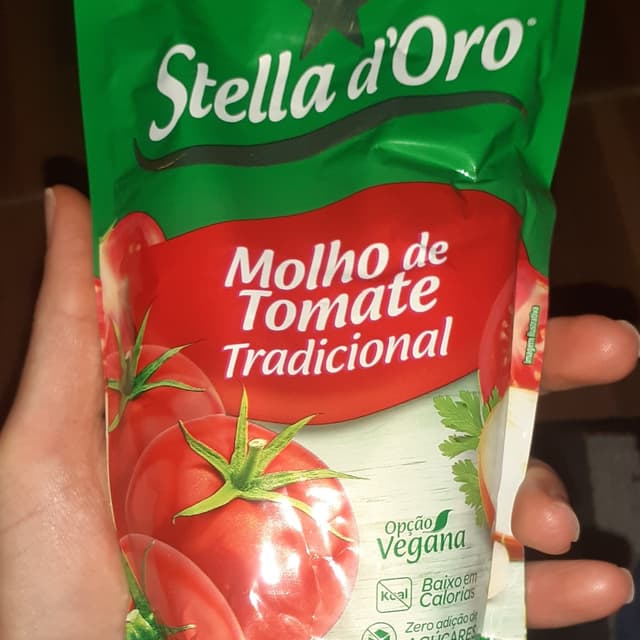 Stella d'Oro
Molho de
Tomate
Tradicional
Opção
Vegana
Kcal
Baixo em
Calorias
Zero adição de
AÇÚCARES